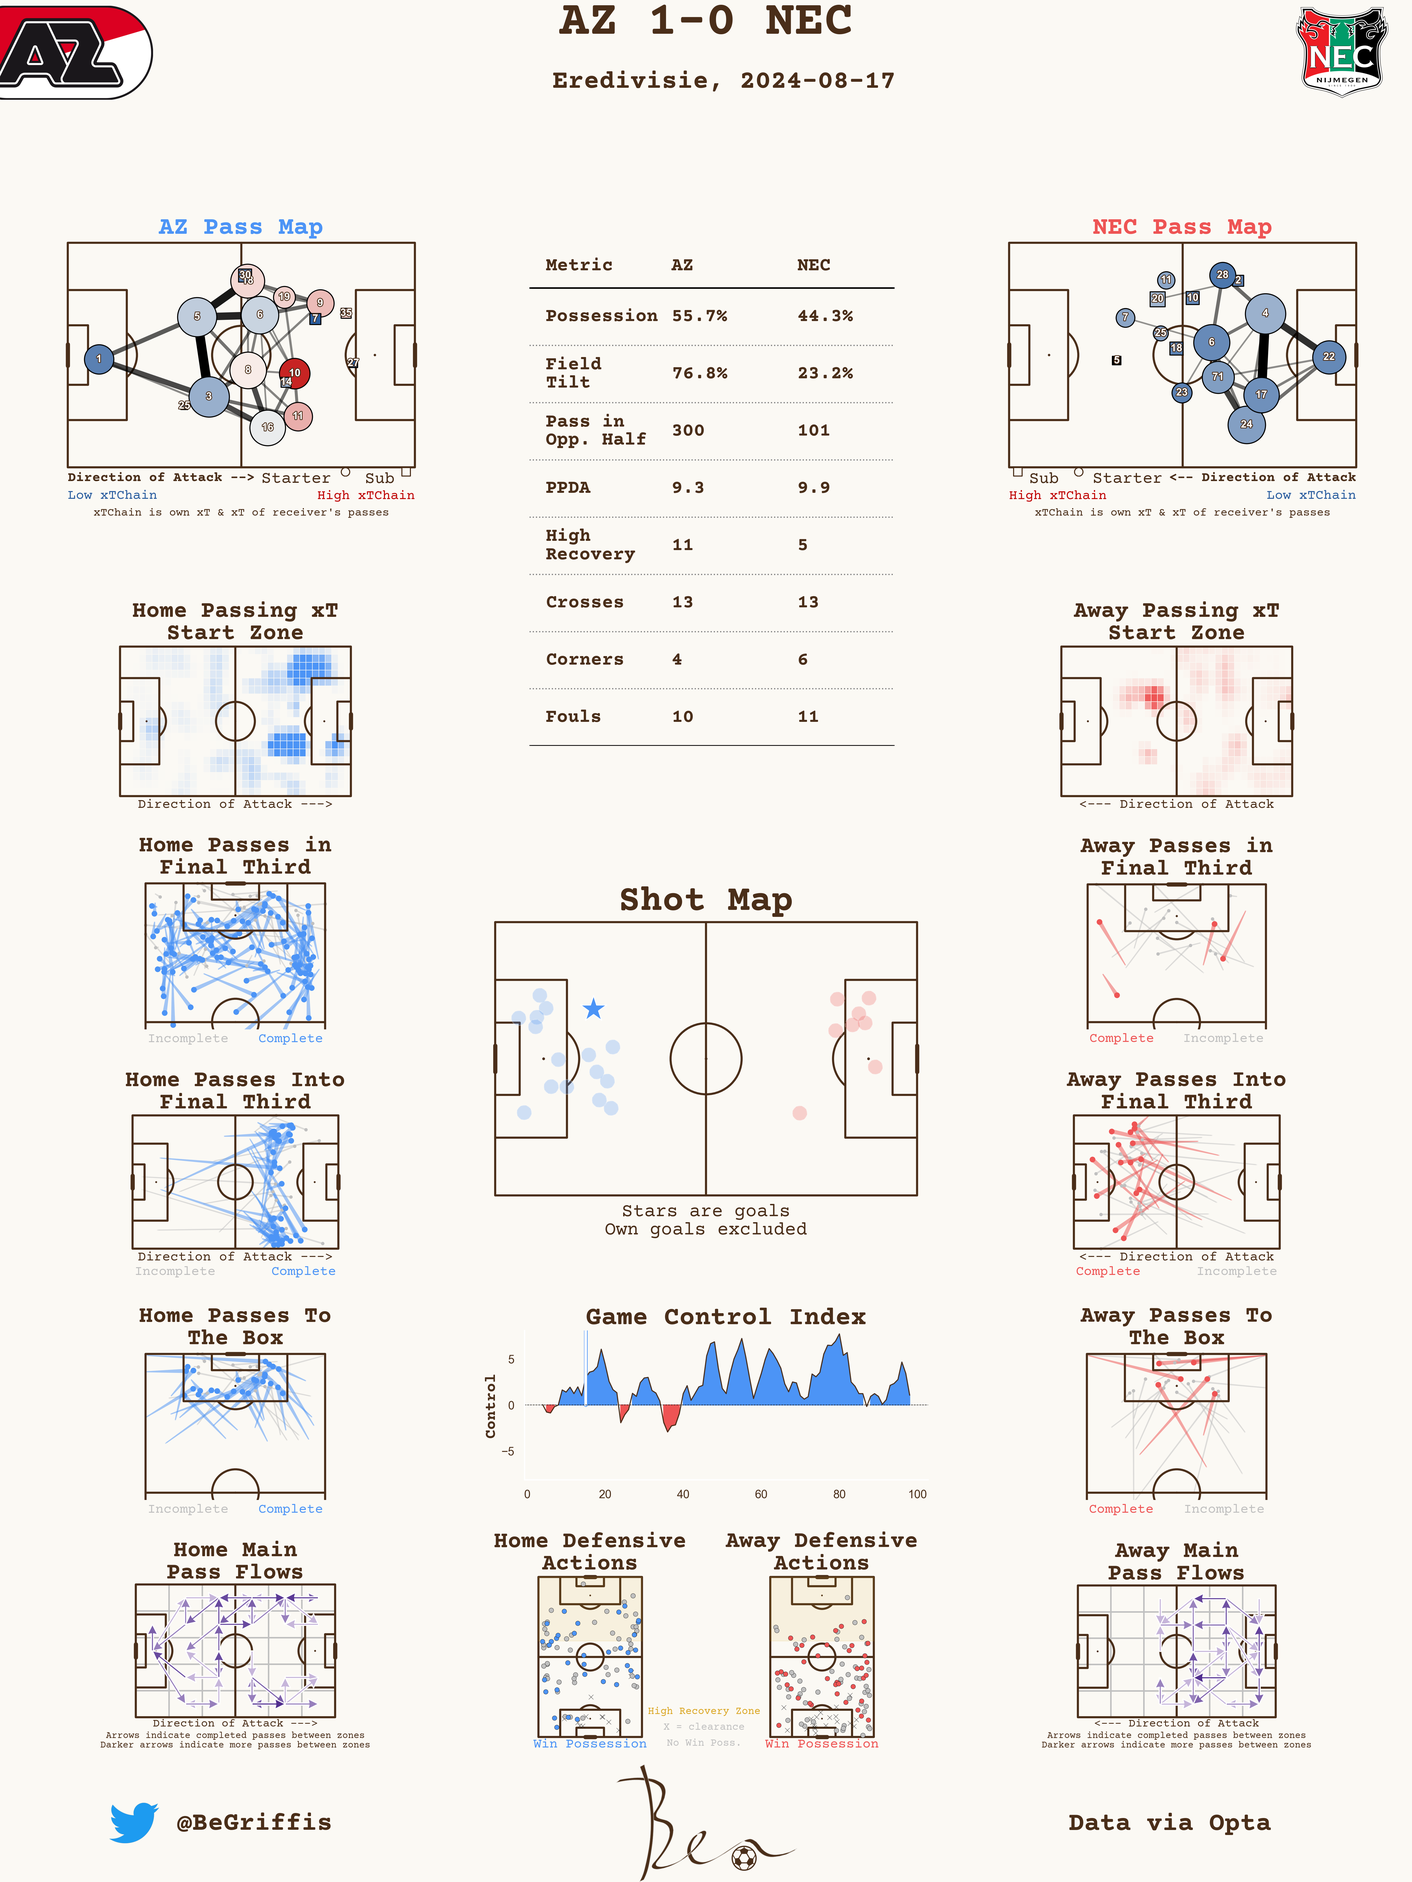 AZ 1-0 NEC
Eredivisie, 2024-08-17
AZ
NEC
NIJMEGEN
AZ Pass Map
30
18
19
9
5
6
7
35
1
8
10
27
14
3
25
11
16
Direction of Attack --> Starter Sub
Low xTChain High xTChain
xTChain is own xT & xT of receiver's passes
Metric AZ NEC
Possession 55.7% 44.3%
Field
Tilt 76.8% 23.2%
Pass in
Opp. Half 300 101
PPDA 9.3 9.9
High
Recovery 11 5
Crosses 13 13
Corners 4 6
Fouls 10 11
NEC Pass Map
11
28
2
20
10
7
4
25
6
18
22
5
71
23
17
24
Sub Starter <-- Direction of Attack
High xTChain Low xTChain
xTChain is own xT & xT of receiver's passes
Home Passing xT
Start Zone
Direction of Attack --->
Away Passing xT
Start Zone
<--- Direction of Attack
Home Passes in
Final Third
Incomplete Complete
Away Passes in
Final Third
Complete Incomplete
Shot Map
Stars are goals
Own goals excluded
Home Passes Into
Final Third
Direction of Attack --->
Incomplete Complete
Away Passes Into
Final Third
<--- Direction of Attack
Complete Incomplete
Home Passes To
The Box
Incomplete Complete
Game Control Index
Control
5
0
−5
0 20 40 60 80 100
Away Passes To
The Box
Complete Incomplete
Home Main
Pass Flows
Direction of Attack --->
Arrows indicate completed passes between zones
Darker arrows indicate more passes between zones
Home Defensive
Actions
Win Possession
Away Defensive
Actions
Win Possession
High Recovery Zone
X = clearance
No Win Poss.
Away Main
Pass Flows
<--- Direction of Attack
Arrows indicate completed passes between zones
Darker arrows indicate more passes between zones
@BeGriffis
Ben
Data via Opta